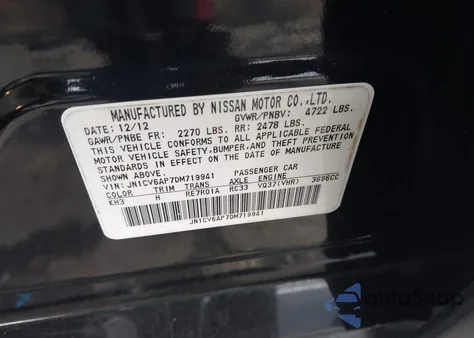 MANUFACTURED BY NISSAN MOTOR CO.,LTD.
DATE: 12/12 GVWR/PNBV: 4722 LBS.
GAWR/PNBE FR: 2270 LBS. RR: 2478 LBS.
THIS VEHICLE CONFORMS TO ALL APPLICABLE FEDERAL
MOTOR VEHICLE SAFETY,BUMPER,AND THEFT PREVENTION
STANDARDS IN EFFECT ON THE DATE OF MANUFACTURE
SHOWN ABOVE.
VIN: JN1CV6AP7DM719941 PASSENGER CAR
COLOR TRIM TRANS AXLE ENGINE
KH3 H RE7R01A RC33 VQ37(VHR) 3696CC
JN1CV6AP7DM719941
AutoSnap